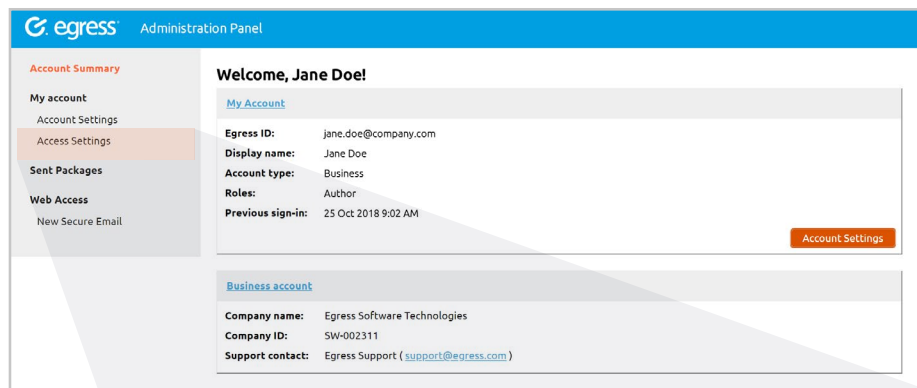 egress Administration Panel
Account Summary
My account
Account Settings
Access Settings
Sent Packages
Web Access
New Secure Email
Welcome, Jane Doe!
My Account
Egress ID: jane.doe@company.com
Display name: Jane Doe
Account type: Business
Roles: Author
Previous sign-in: 25 Oct 2018 9:02 AM
Account Settings
Business account
Company name: Egress Software Technologies
Company ID: SW-002311
Support contact: Egress Support ( support@egress.com )